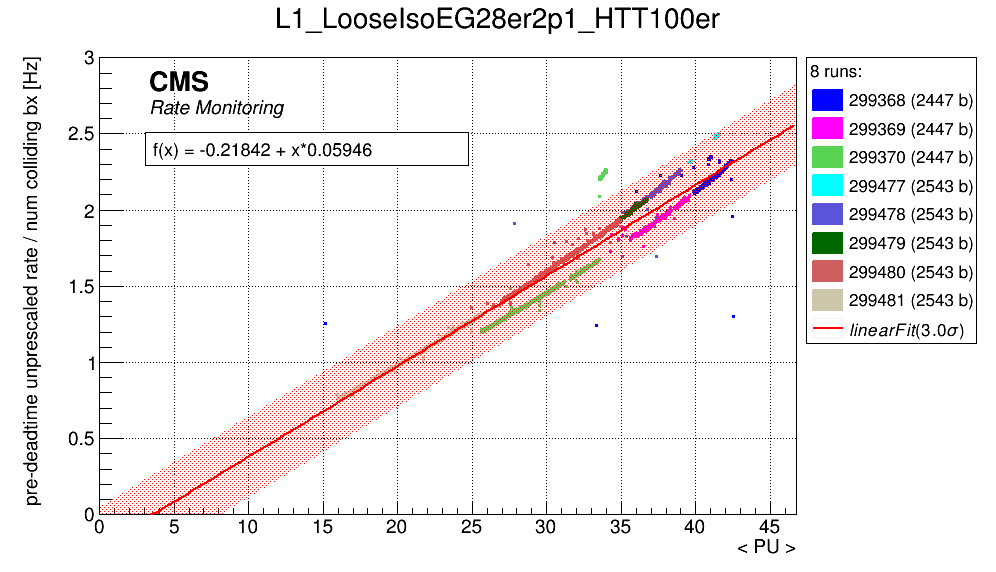 L1_LooseIsoEG28er2p1_HTT100er
pre-deadtime unprescaled rate / num colliding bx [Hz]
CMS
Rate Monitoring
f(x) = -0.21842 + x*0.05946
3
2.5
2
1.5
1
0.5
0
0 5 10 15 20 25 30 35 40 45
< PU >
8 runs:
299368 (2447 b)
299369 (2447 b)
299370 (2447 b)
299477 (2543 b)
299478 (2543 b)
299479 (2543 b)
299480 (2543 b)
299481 (2543 b)
linearFit(3.0σ)